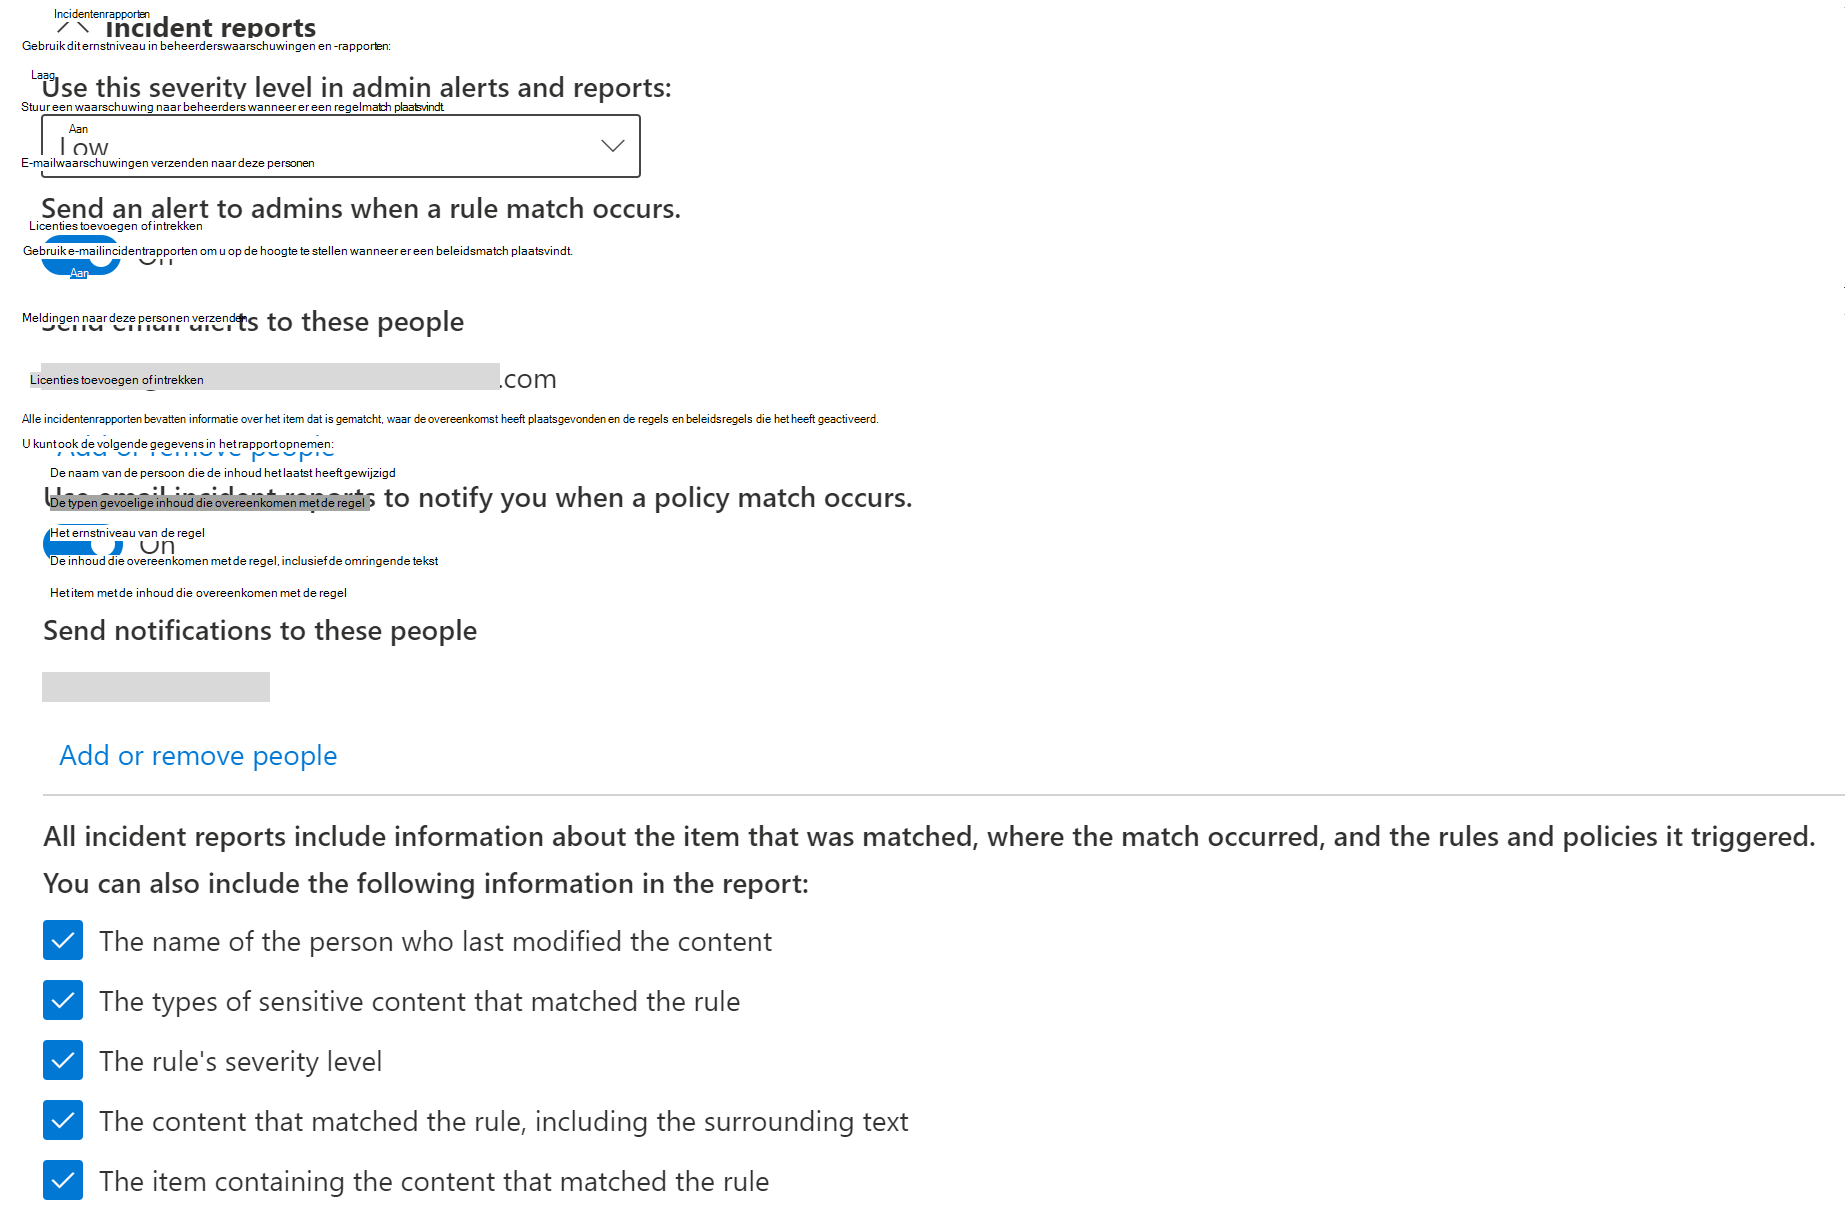 Incidentenrapporten
Incident reports
Gebruik dit ernstniveau in beheerderswaarschuwingen en -rapporten:
Laag
Use this severity level in admin alerts and reports:
Stuur een waarschuwing naar beheerders wanneer er een regelmatch plaatsvindt.
Aan
Low
E-mailwaarschuwingen verzenden naar deze personen
Send an alert to admins when a rule match occurs.
Licenties toevoegen of intrekken
Gebruik e-mailincidentrapporten om u op de hoogte te stellen wanneer er een beleidsmatch plaatsvindt.
On
Aan
Meldingen naar deze personen verzenden
Send email alerts to these people
Licenties toevoegen of intrekken
.com
Alle incidentenrapporten bevatten informatie over het item dat is gematcht, waar de overeenkomst heeft plaatsgevonden en de regels en beleidsregels die het heeft geactiveerd.
U kunt ook de volgende gegevens in het rapport opnemen:
Add or remove people
De naam van de persoon die de inhoud het laatst heeft gewijzigd
Use email incident reports to notify you when a policy match occurs.
De typen gevoelige inhoud die overeenkomen met de regel
Het ernstniveau van de regel
On
De inhoud die overeenkomen met de regel, inclusief de omringende tekst
Het item met de inhoud die overeenkomen met de regel
Send notifications to these people
Add or remove people
All incident reports include information about the item that was matched, where the match occurred, and the rules and policies it triggered.
You can also include the following information in the report:
The name of the person who last modified the content
The types of sensitive content that matched the rule
The rule's severity level
The content that matched the rule, including the surrounding text
The item containing the content that matched the rule